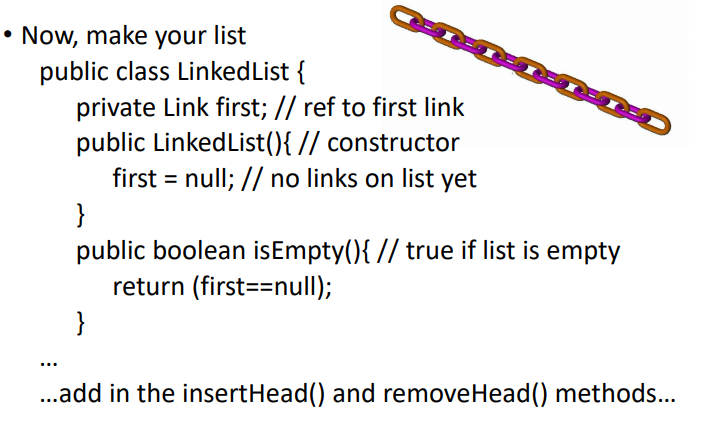 • Now, make your list
public class LinkedList {
private Link first; // ref to first link
public LinkedList(){ // constructor
first = null; // no links on list yet
}
public boolean isEmpty(){ // true if list is empty
return (first==null);
}
...
...add in the insertHead() and removeHead() methods...